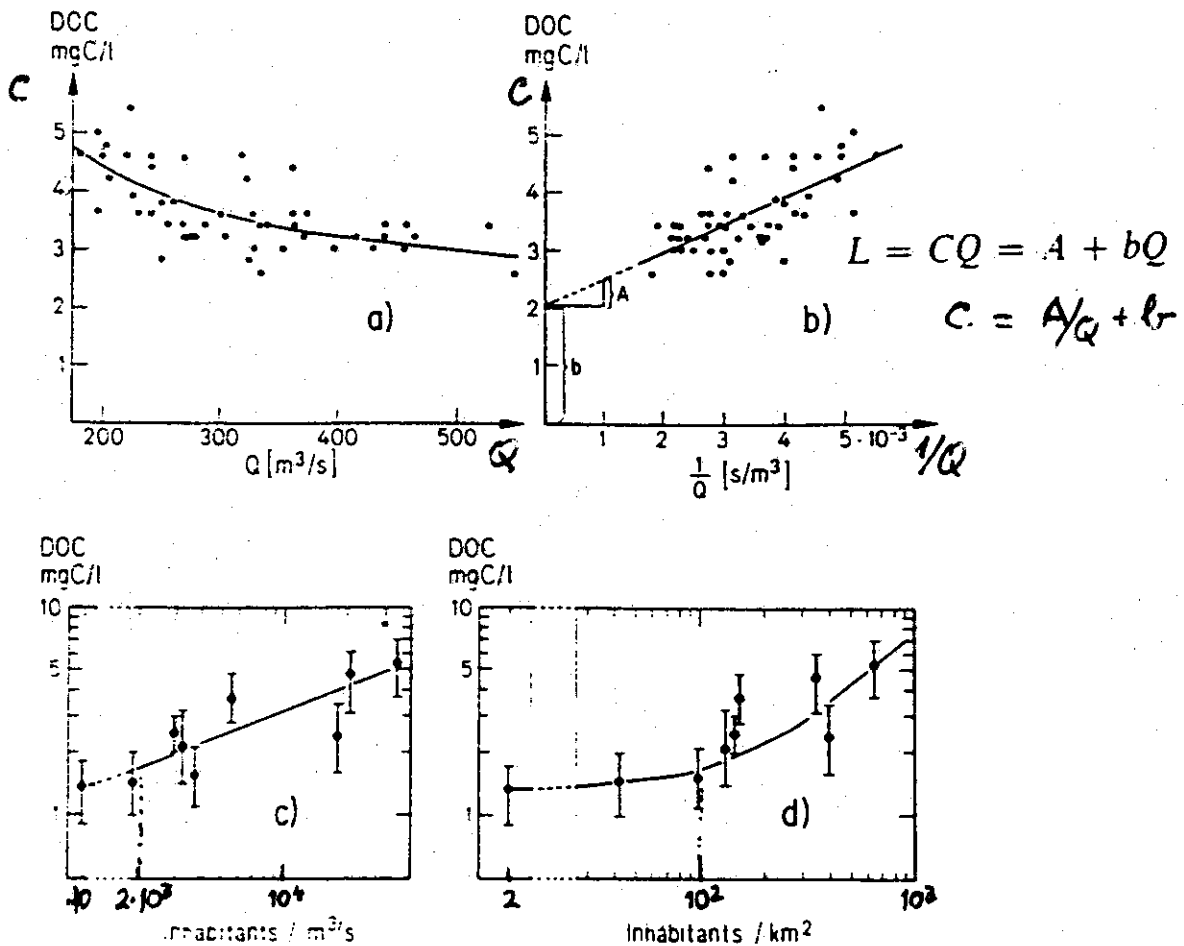 DOC
mgC/l
C
5
4
3
2
1
a)
200 300 400 500
Q [m³/s]
Q
DOC
mgC/l
C
5
4
3
2
1
A
b
b)
1 2 3 4 5·10⁻³
1/Q [s/m³]
1/Q
L = CQ = A + bQ
C. = A/Q + b
DOC
mgC/l
10
5
1
c)
10 2·10³ 10⁴
Inhabitants / m³/s
DOC
mgC/l
10
5
1
d)
2 10² 10³
Inhabitants / km²